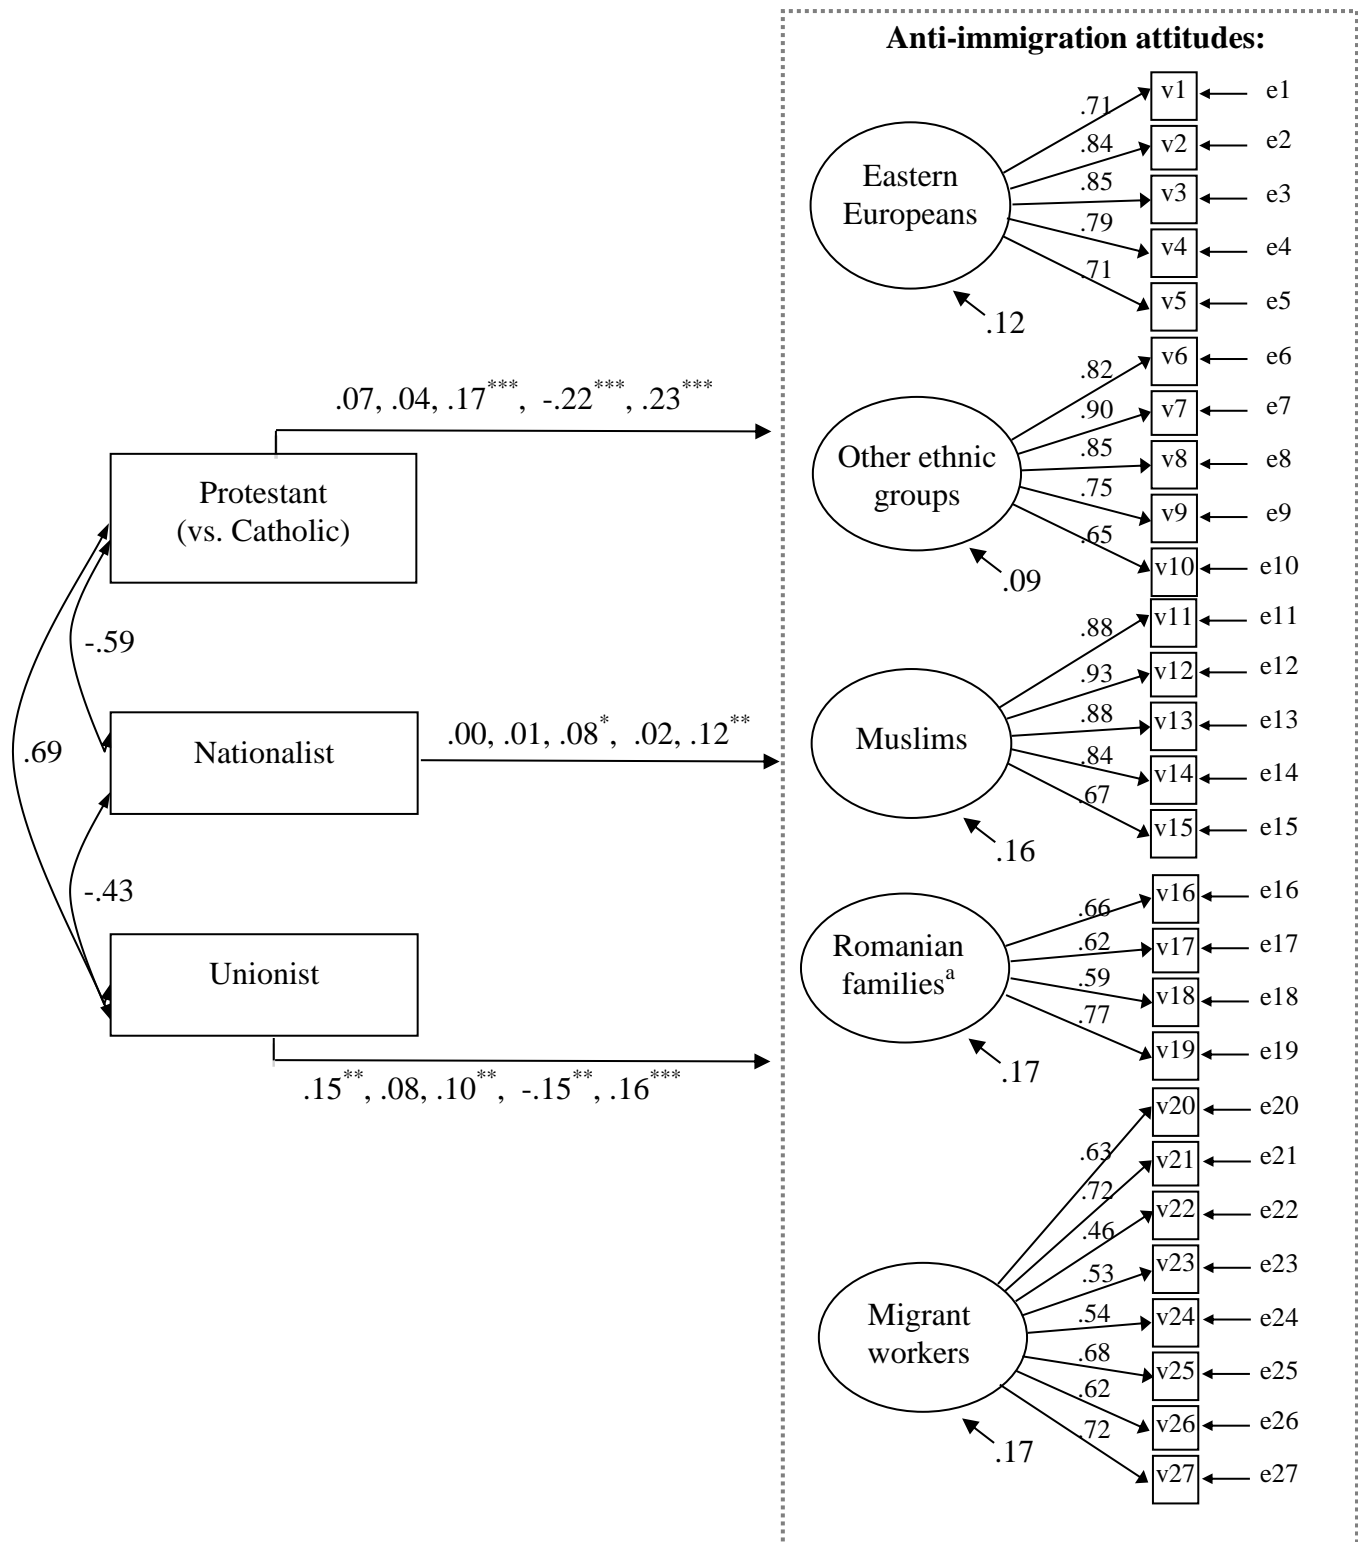 Anti-immigration attitudes:
Eastern
Europeans
.71
.84
.85
.79
.71
v1
v2
v3
v4
v5
e1
e2
e3
e4
e5
.12
Other ethnic
groups
.82
.90
.85
.75
.65
v6
v7
v8
v9
v10
e6
e7
e8
e9
e10
.09
Muslims
.88
.93
.88
.84
.67
v11
v12
v13
v14
v15
e11
e12
e13
e14
e15
.16
Romanian
families^a
.66
.62
.59
.77
v16
v17
v18
v19
e16
e17
e18
e19
.17
Migrant
workers
.63
.72
.46
.53
.54
.68
.62
.72
v20
v21
v22
v23
v24
v25
v26
v27
e20
e21
e22
e23
e24
e25
e26
e27
.17
.07, .04, .17***, -.22***, .23***
Protestant
(vs. Catholic)
-.59
.69
Nationalist
.00, .01, .08*, .02, .12**
-.43
Unionist
.15**, .08, .10**, -.15**, .16***